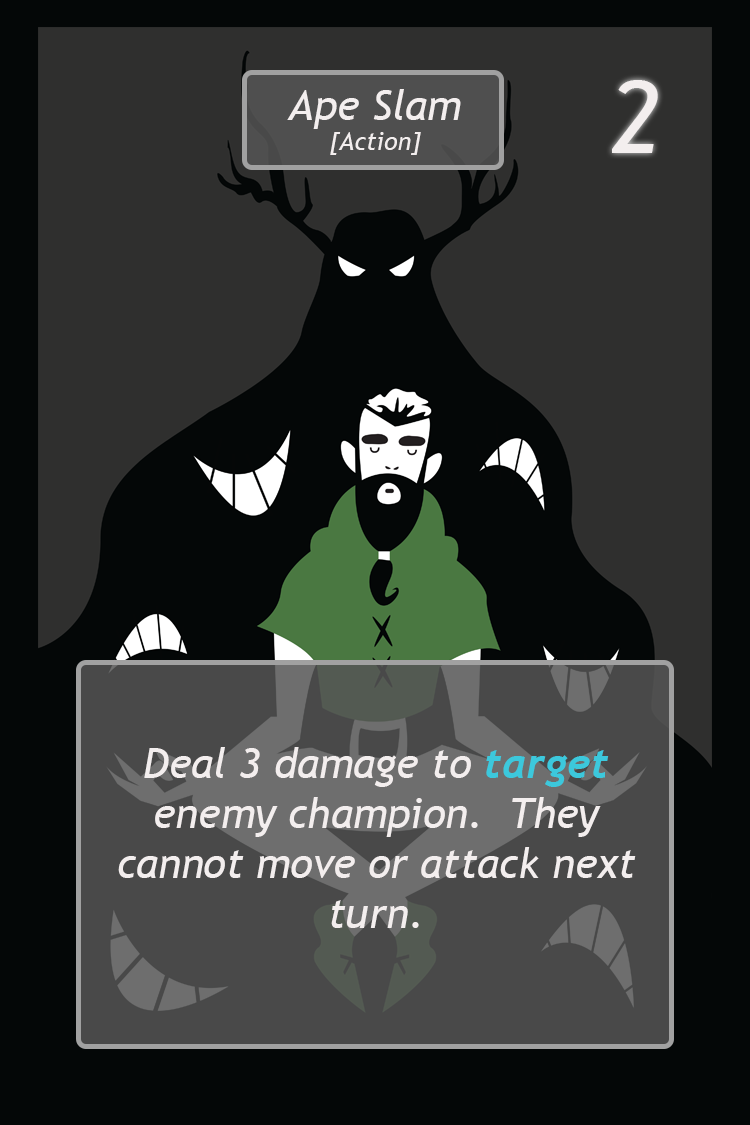 Ape Slam
[Action]
2
Deal 3 damage to target
enemy champion.  They
cannot move or attack next
turn.